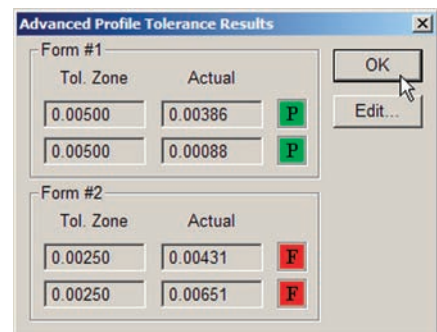 Advanced Profile Tolerance Results
Form #1
Tol. Zone Actual
0.00500 0.00386 P
0.00500 0.00088 P
OK
Edit...
Form #2
Tol. Zone Actual
0.00250 0.00431 F
0.00250 0.00651 F